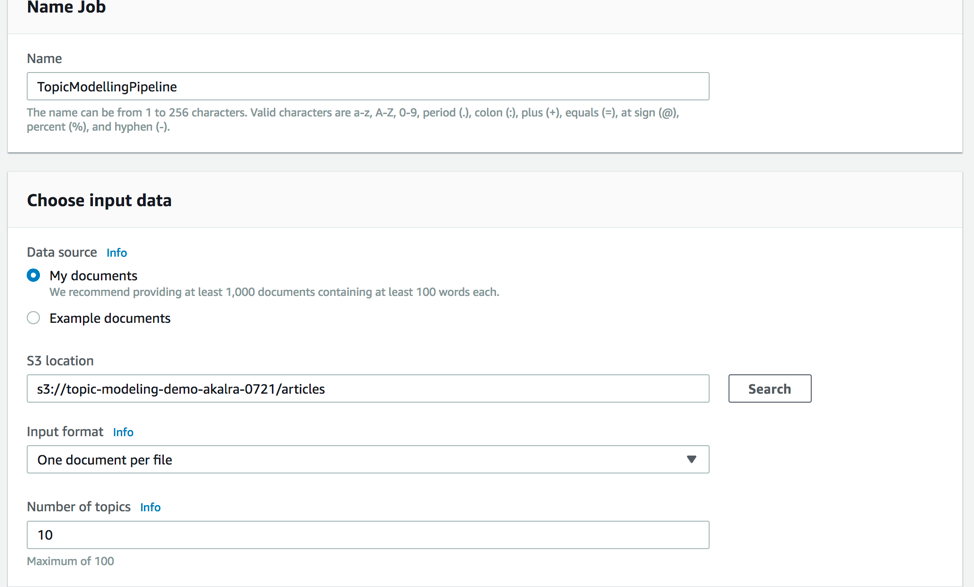 Name Job
Name
TopicModellingPipeline
The name can be from 1 to 256 characters. Valid characters are a-z, A-Z, 0-9, period (.), colon (:), plus (+), equals (=), at sign (@),
percent (%), and hyphen (-).
Choose input data
Data source Info
My documents
We recommend providing at least 1,000 documents containing at least 100 words each.
Example documents
S3 location
s3://topic-modeling-demo-akalra-0721/articles
Search
Input format Info
One document per file
Number of topics Info
10
Maximum of 100